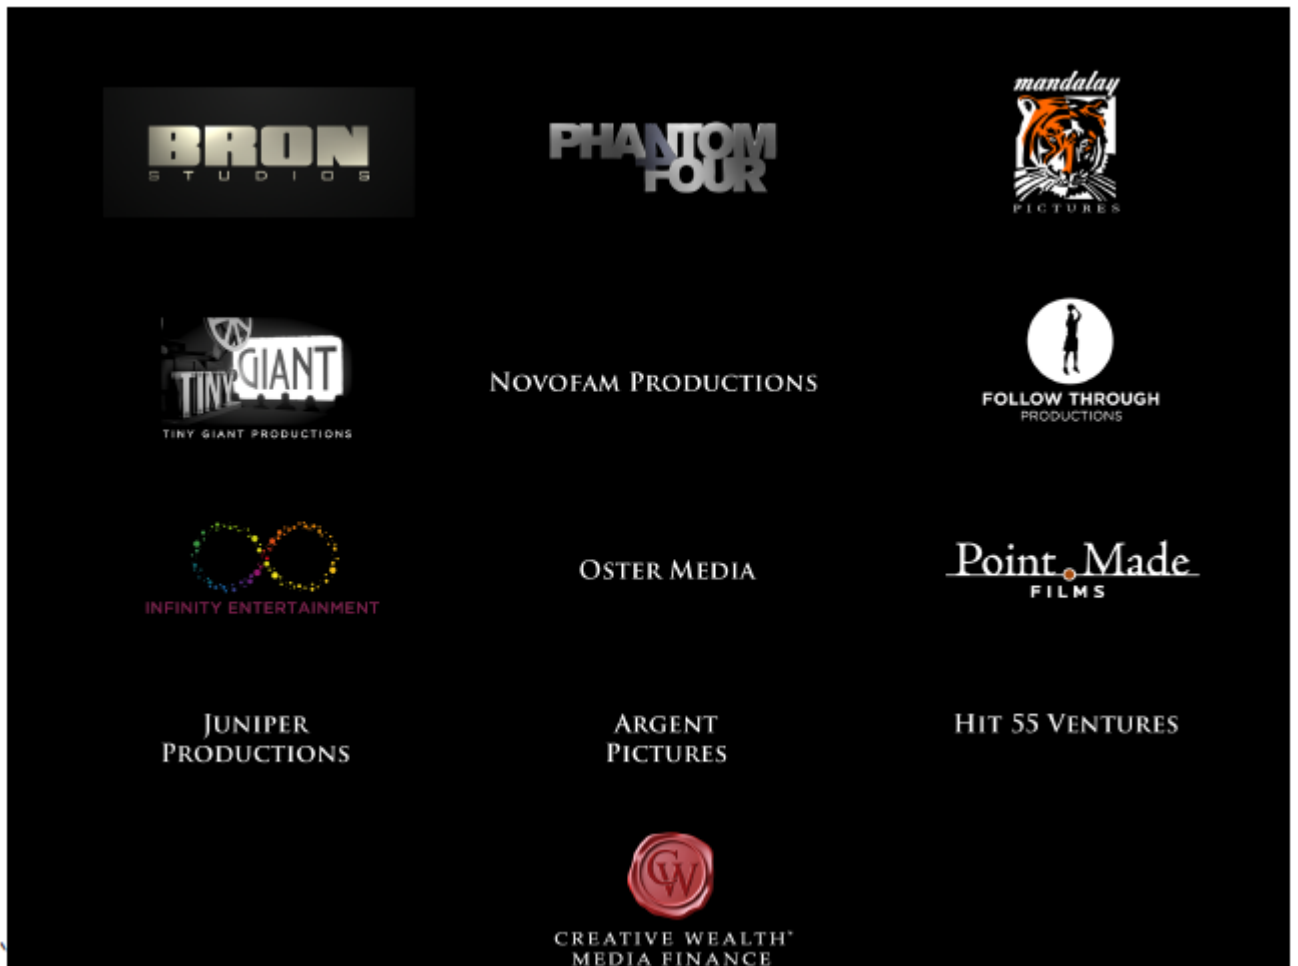 BRON
STUDIOS
PHANTOM
FOUR
mandalay
PICTURES
TINY GIANT
TINY GIANT PRODUCTIONS
NOVOFAM PRODUCTIONS
FOLLOW THROUGH
PRODUCTIONS
INFINITY ENTERTAINMENT
OSTER MEDIA
Point.Made
FILMS
JUNIPER
PRODUCTIONS
ARGENT
PICTURES
HIT 55 VENTURES
CW
CREATIVE WEALTH
MEDIA FINANCE